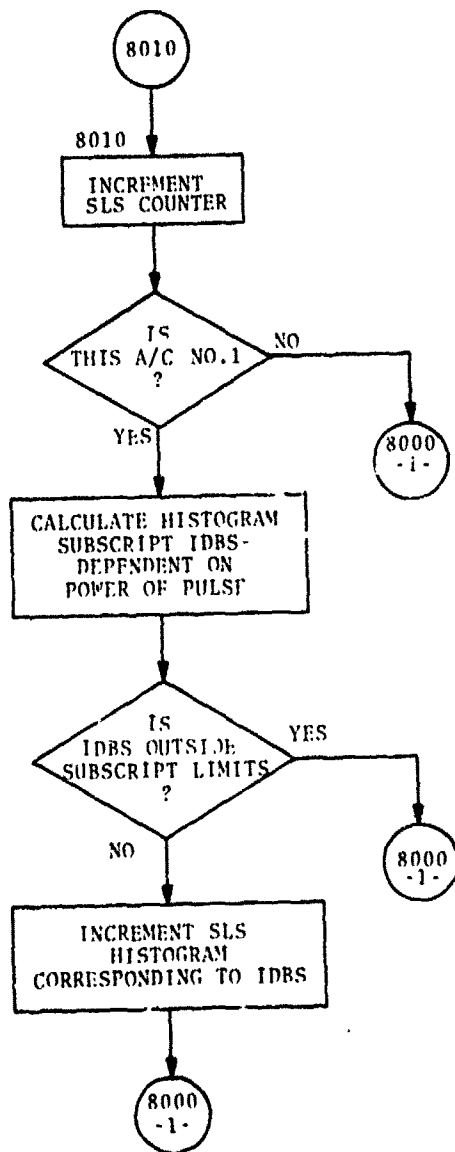 8010
8010
INCREMENT
SLS COUNTER
IS
THIS A/C NO.1
?
NO
YES
8000
-1-
CALCULATE HISTOGRAM
SUBSCRIPT IDBS-
DEPENDENT ON
POWER OF PULSE
IS
IDBS OUTSIDE
SUBSCRIPT LIMITS
?
YES
NO
8000
-1-
INCREMENT SLS
HISTOGRAM
CORRESPONDING TO IDBS
8000
-1-